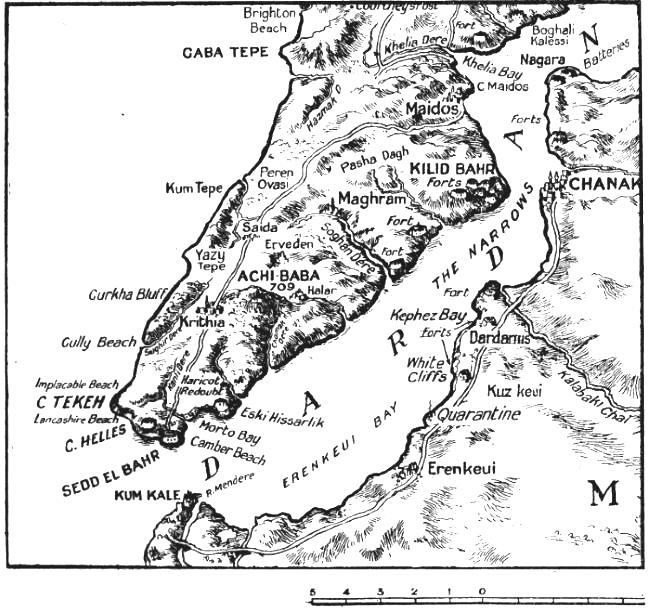 Brighton
Beach
Fort
Boghali
Kalessi
N
GABA TEPE
Khelia Dere
Nagara
Batteries
Khelia Bay
C Maidos
Hazmak D
Maidos
Forts
A
Pasha Dagh
KILID BAHR
Forts
Peren
Ovasi
Kum Tepe
CHANAK
Maghram
Fort
THE NARROWS
Saida
Soghan Dere
Erveden
Fort
D
Yazy
Tepe
ACHI BABA
709
Halar
Fort
Gurkha Bluff
Krithia
Kephez Bay
forts
R
Dardanus
Gully Beach
White
Cliffs
Kalabaki Chai
Implacable Beach
Haricot
Redoubt
Kuz keui
C TEKEH
A
Lancashire Beach
Eski Hissarlik
Quarantine
C. HELLES
Morto Bay
Camber Beach
ERENKEUI BAY
SEDD EL BAHR
D
Erenkeui
KUM KALE
R. Mendere
M
5 4 3 2 1 0